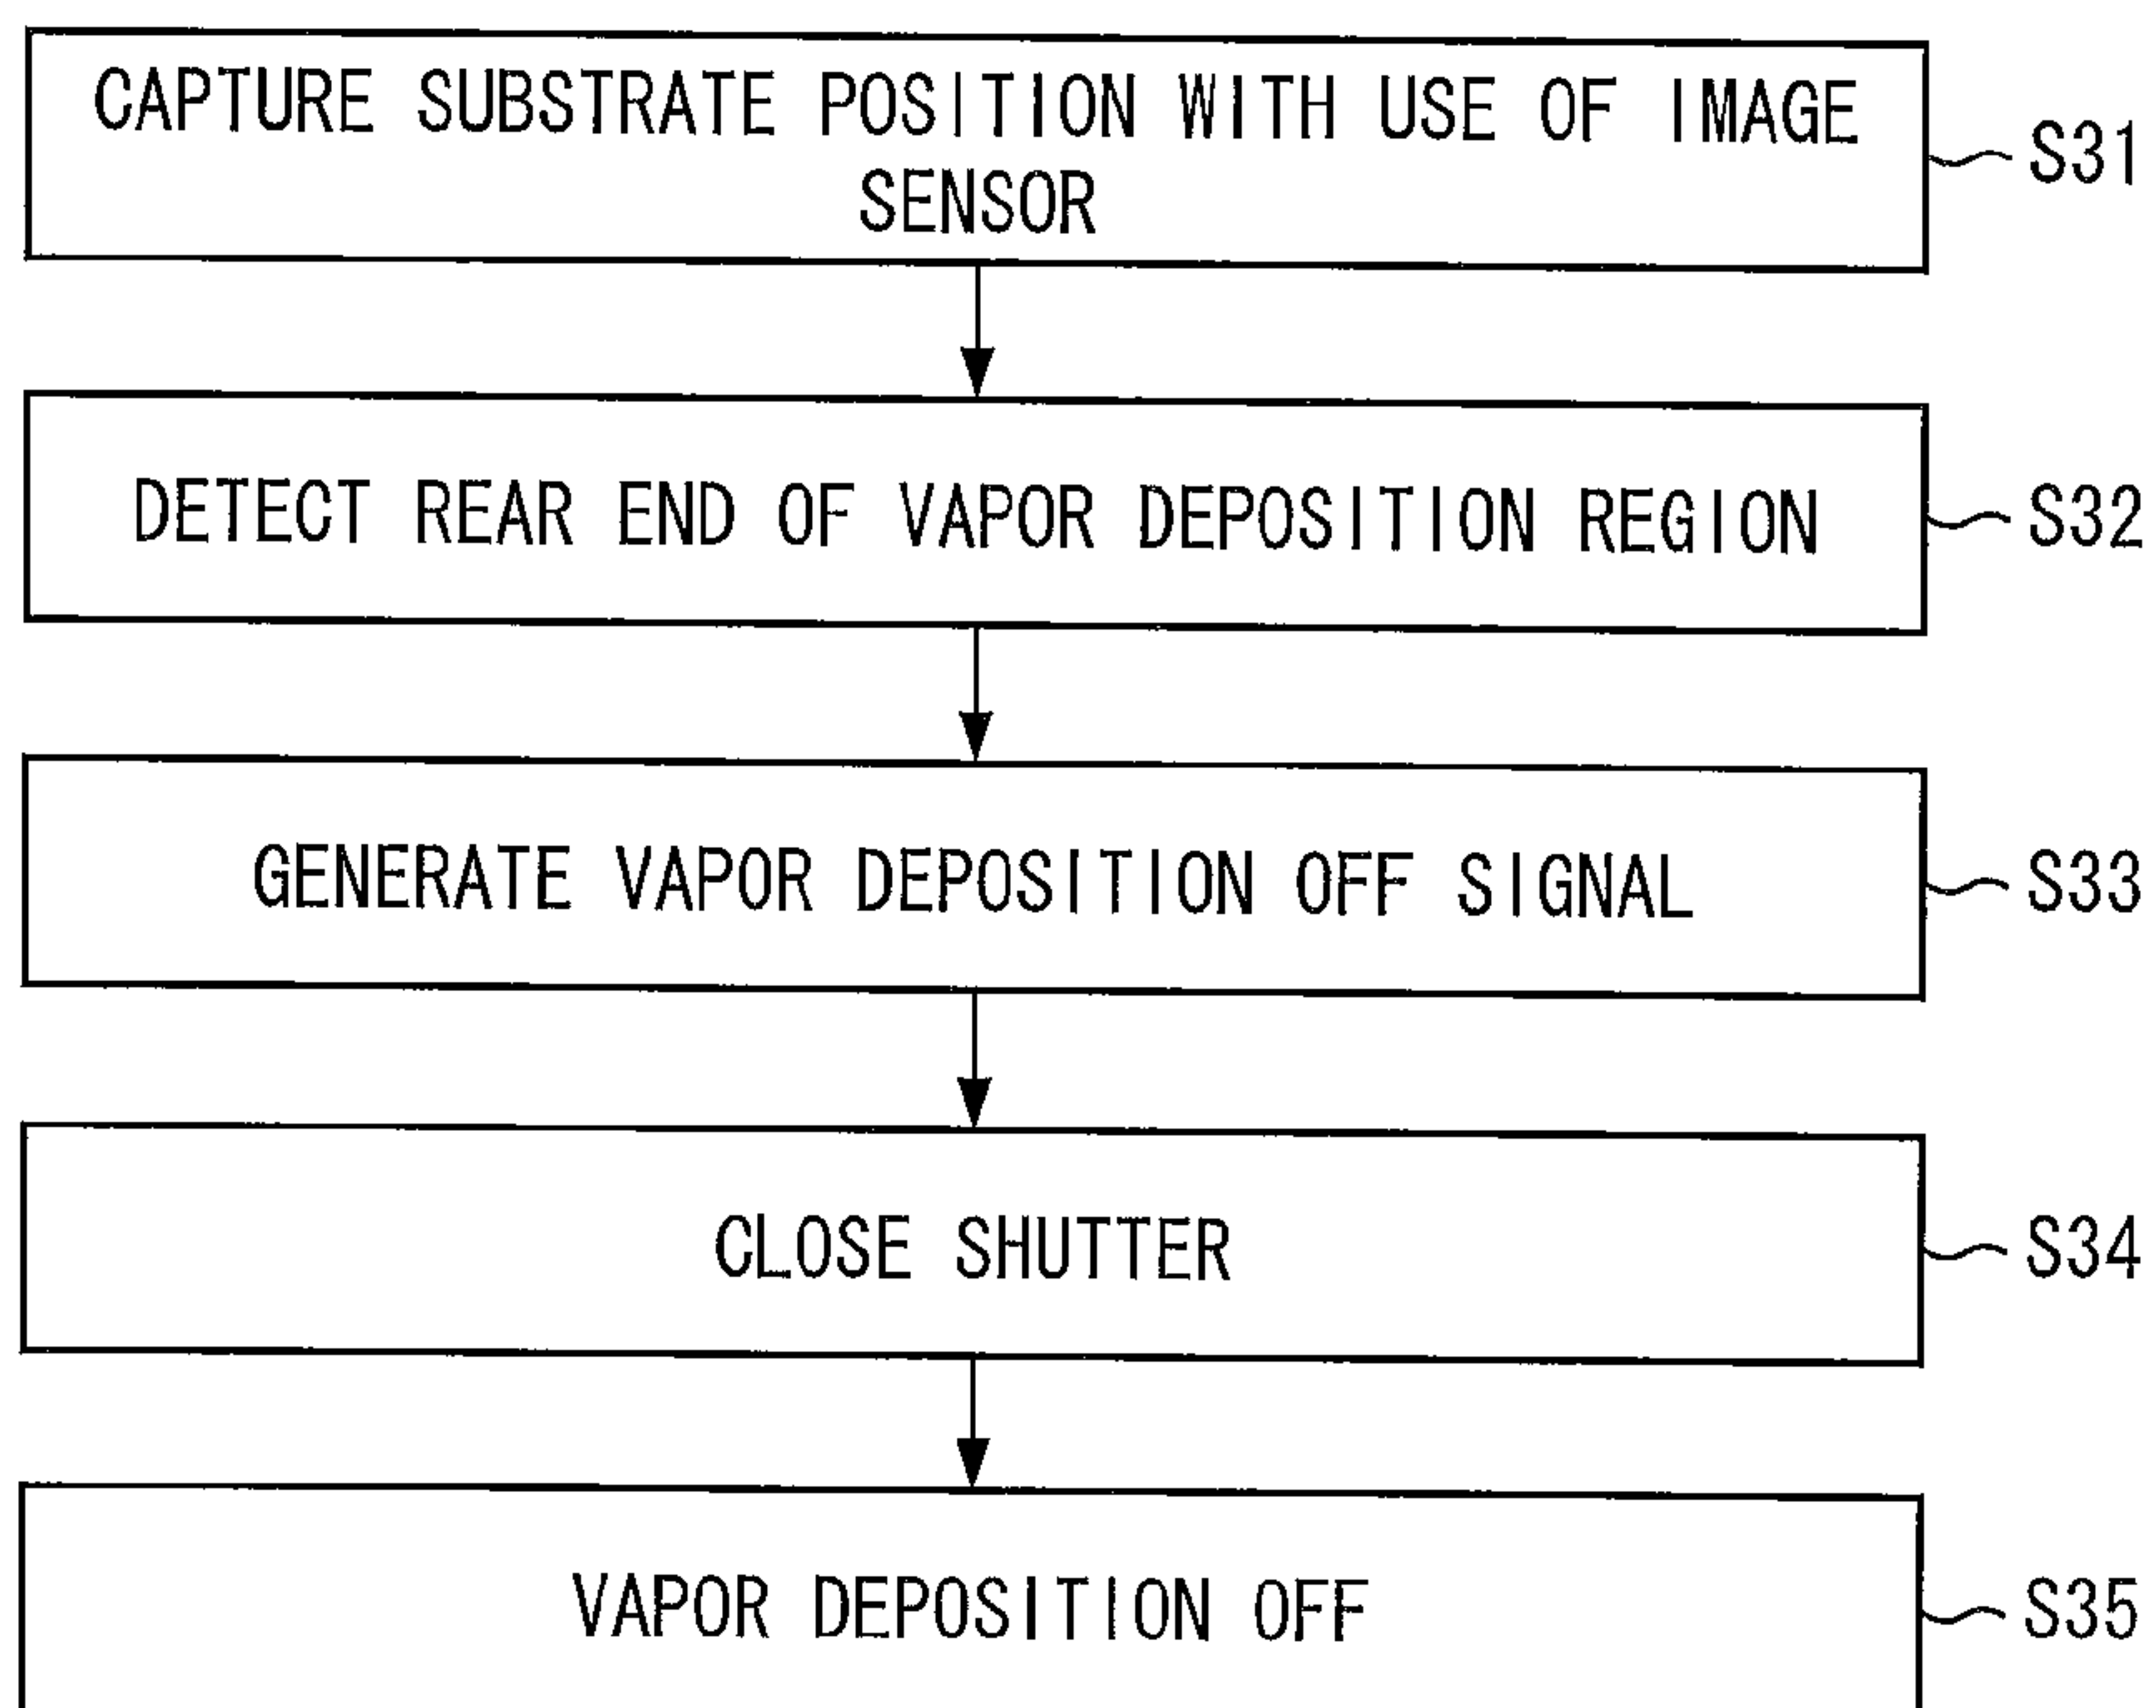 CAPTURE SUBSTRATE POSITION WITH USE OF IMAGE
SENSOR
S31
DETECT REAR END OF VAPOR DEPOSITION REGION
S32
GENERATE VAPOR DEPOSITION OFF SIGNAL
S33
CLOSE SHUTTER
S34
VAPOR DEPOSITION OFF
S35